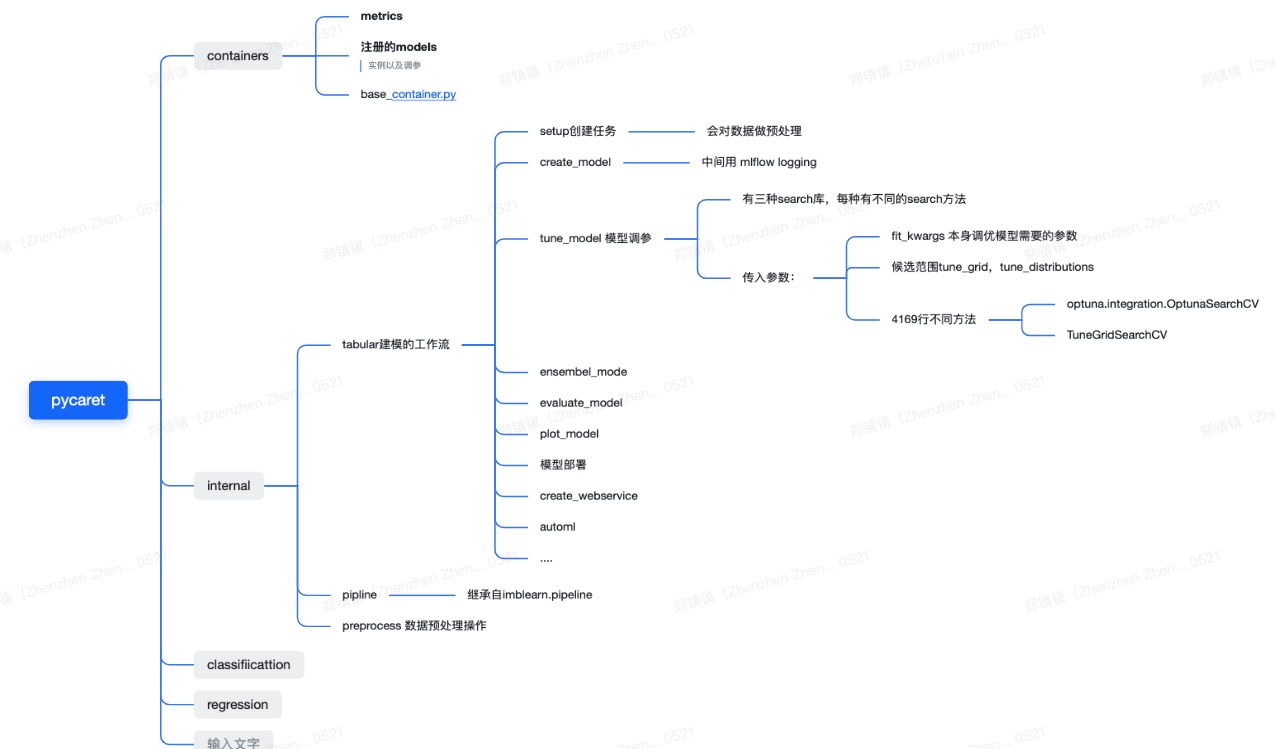 metrics
containers
注册的models
实例以及调参
base_container.py
setup创建任务
会对数据做预处理
create_model
中间用 mlflow logging
有三种search库，每种有不同的search方法
tune_model 模型调参
fit_kwargs 本身调优模型需要的参数
传入参数：
候选范围tune_grid，tune_distributions
4169行不同方法
optuna.integration.OptunaSearchCV
TuneGridSearchCV
tabular建模的工作流
ensembel_mode
pycaret
evaluate_model
plot_model
模型部署
internal
create_webservice
automl
....
pipline
继承自imblearn.pipeline
preprocess 数据预处理操作
classifiicattion
regression
输入文字
郑镇镇（Zhenzhen Zhen... 0521